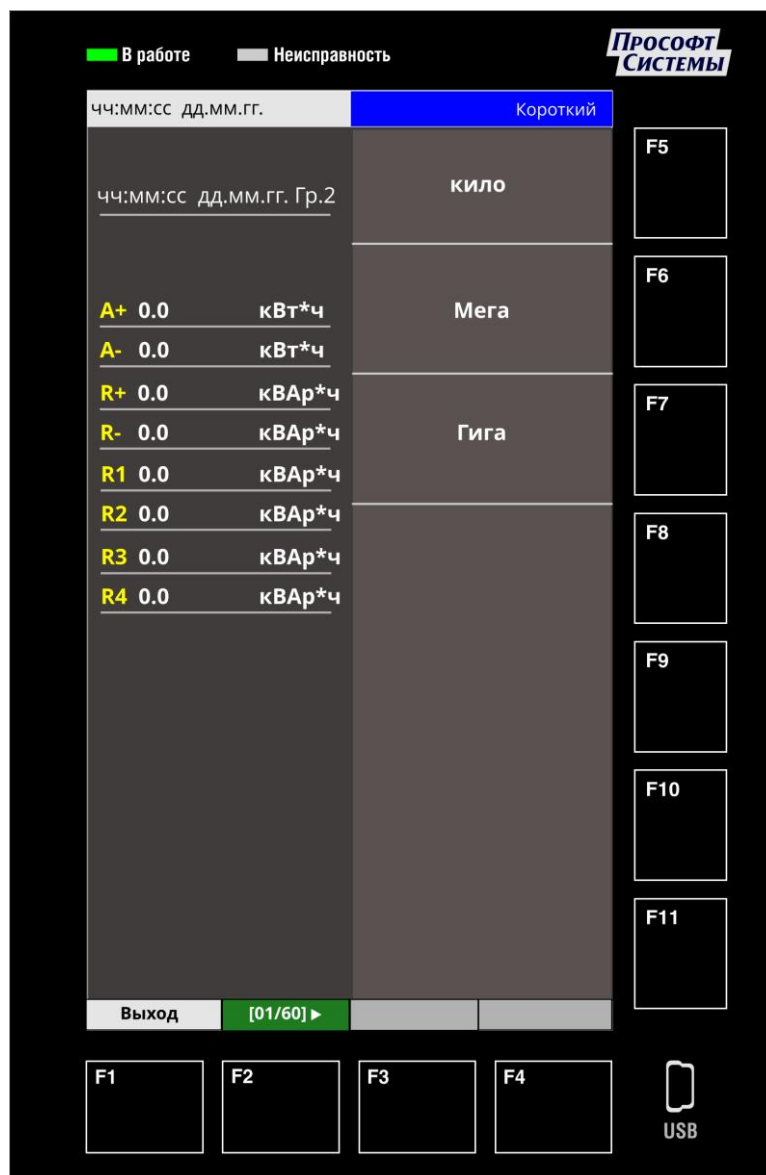 В работе
Неисправность
Прософт
Системы
чч:мм:сс дд.мм.гг.
Короткий
чч:мм:сс дд.мм.гг. Гр.2
кило
F5
Мега
F6
A+ 0.0 кВт*ч
A- 0.0 кВт*ч
R+ 0.0 кВАр*ч
R- 0.0 кВАр*ч
R1 0.0 кВАр*ч
R2 0.0 кВАр*ч
R3 0.0 кВАр*ч
R4 0.0 кВАр*ч
Гига
F7
F8
F9
F10
F11
Выход
[01/60]►
F1
F2
F3
F4
USB